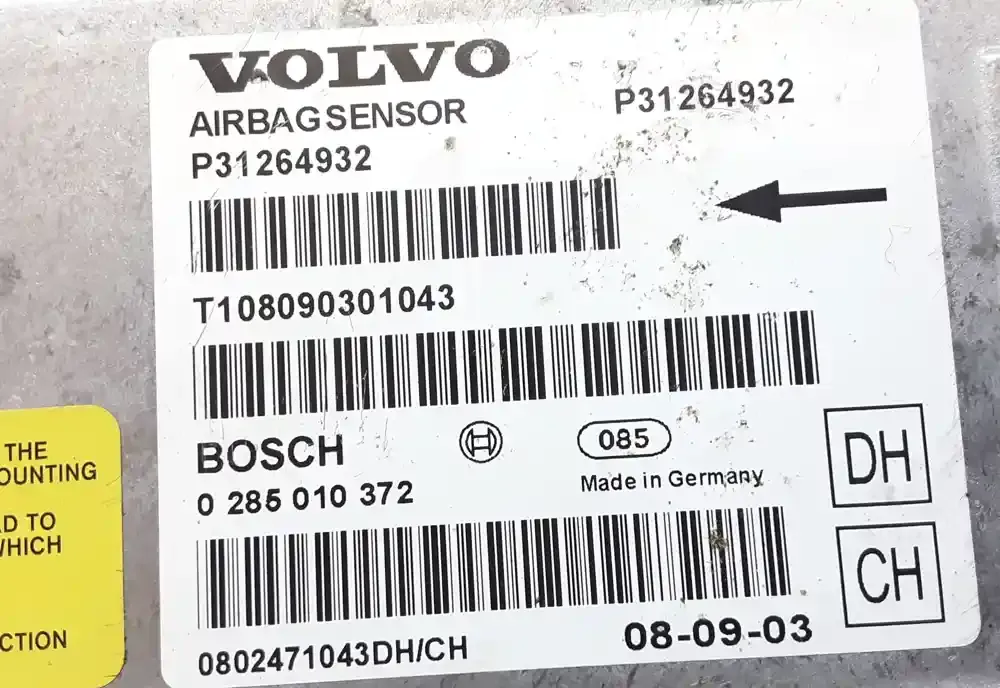 VOLVO
AIRBAGSENSOR
P31264932
P31264932
T108090301043
BOSCH
085
0 285 010 372
Made in Germany
DH
CH
0802471043DH/CH
08-09-03
THE
OUNTING
D TO
WHICH
CTION